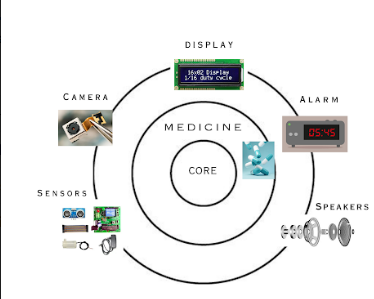 DISPLAY
16x02 Display
1/16 duty cycle
CAMERA
ALARM
05:45
MEDICINE
CORE
SENSORS
SPEAKERS